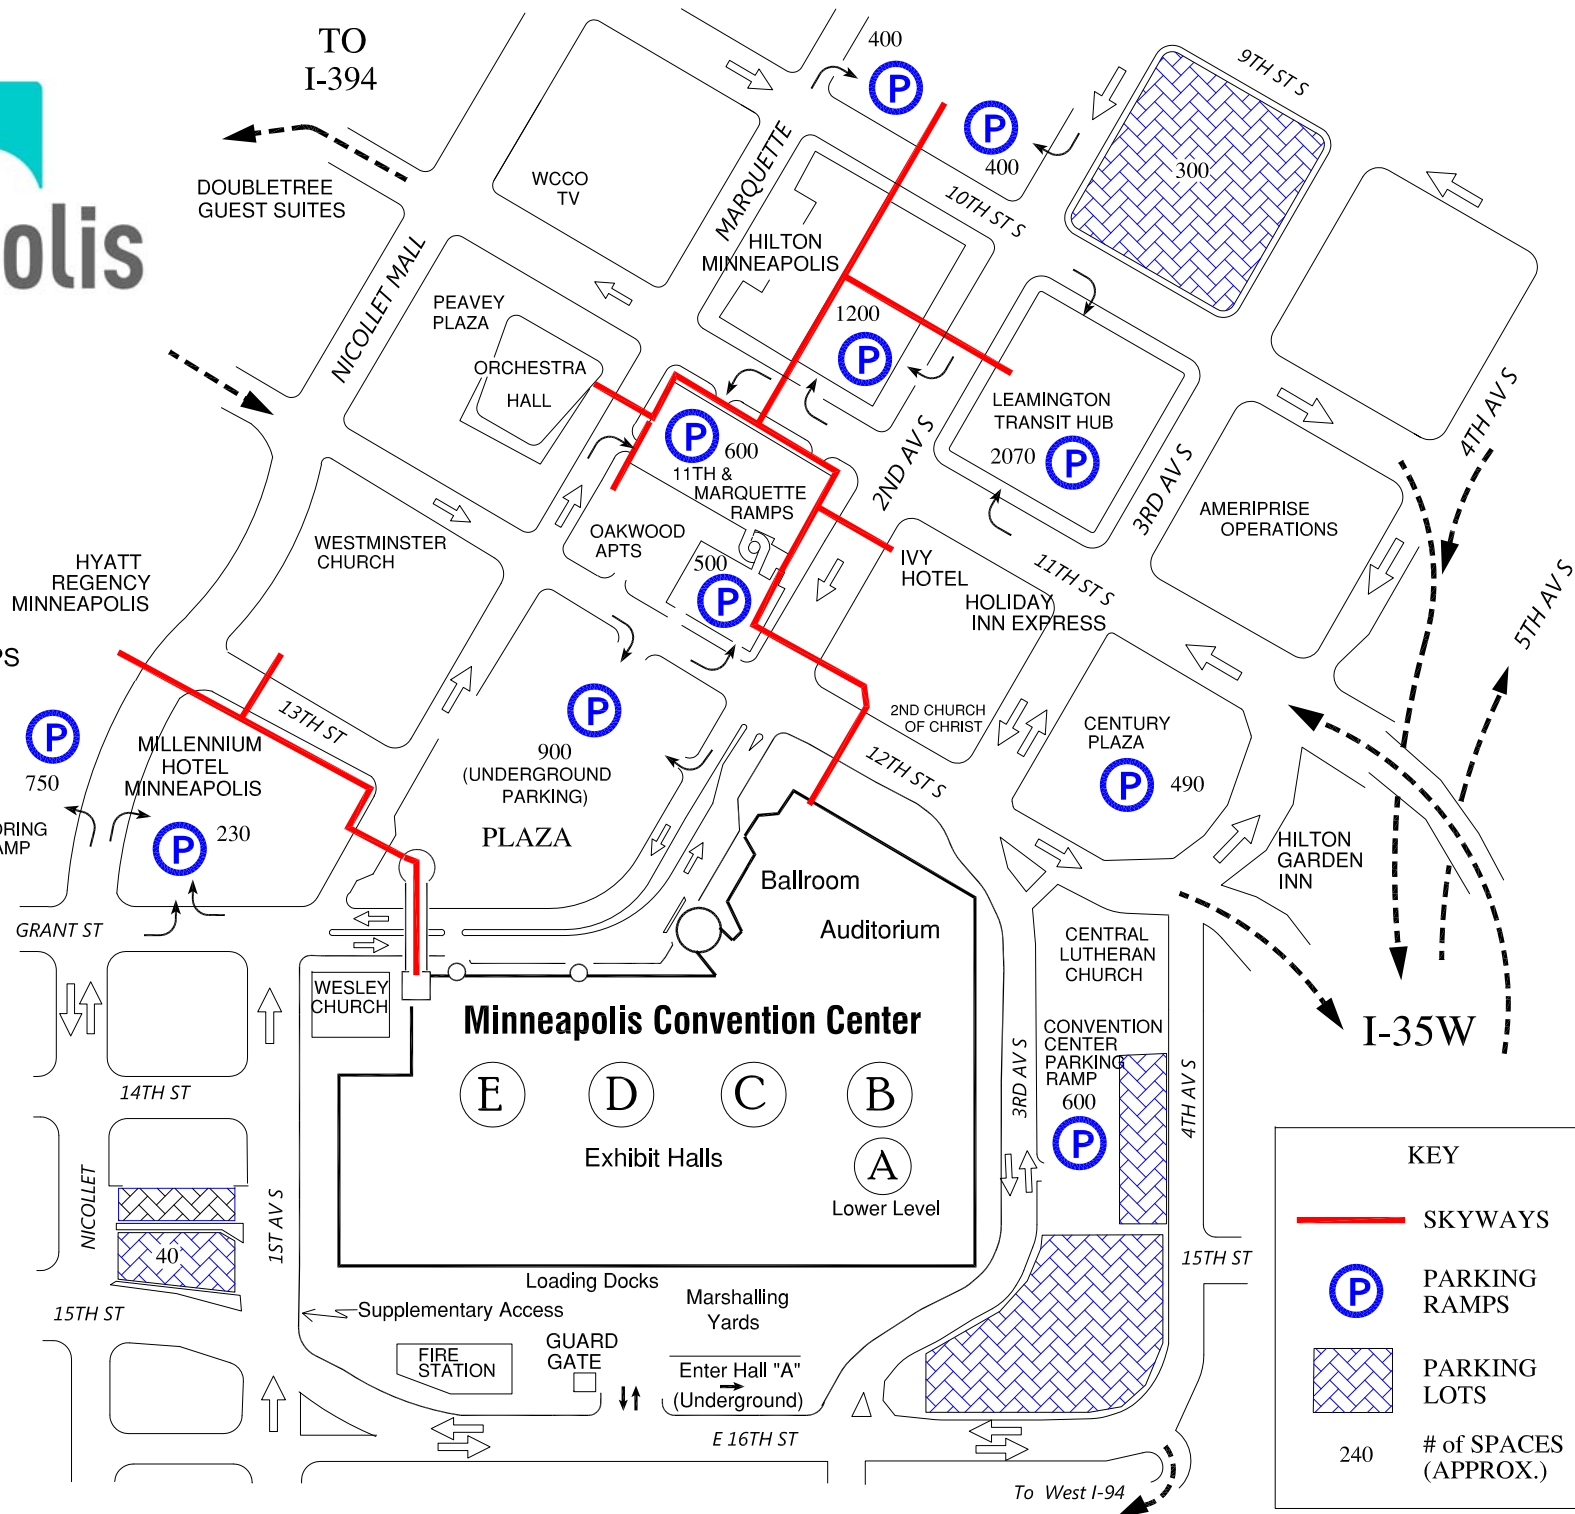 TO
I-394
400
9TH ST S
400
300
olis
DOUBLETREE
GUEST SUITES
WCCO
TV
MARQUETTE
10TH ST S
HILTON
MINNEAPOLIS
NICOLLET MALL
PEAVEY
PLAZA
1200
ORCHESTRA
HALL
LEAMINGTON
TRANSIT HUB
2070
4TH AV S
600
11TH &
MARQUETTE
RAMPS
2ND AV S
3RD AV S
AMERIPRISE
OPERATIONS
WESTMINSTER
CHURCH
OAKWOOD
APTS
500
IVY
HOTEL
11TH ST S
HOLIDAY
INN EXPRESS
5TH AV S
HYATT
REGENCY
MINNEAPOLIS
PS
13TH ST
2ND CHURCH
OF CHRIST
CENTURY
PLAZA
490
MILLENNIUM
HOTEL
MINNEAPOLIS
750
230
900
(UNDERGROUND
PARKING)
PLAZA
12TH ST S
ORING
AMP
HILTON
GARDEN
INN
Ballroom
Auditorium
GRANT ST
CENTRAL
LUTHERAN
CHURCH
WESLEY
CHURCH
Minneapolis Convention Center
I-35W
CONVENTION
CENTER
PARKING
RAMP
600
E D C B
A
Lower Level
Exhibit Halls
14TH ST
3RD AV S
4TH AV S
NICOLLET
1ST AV S
40
15TH ST
15TH ST
Loading Docks
Supplementary Access
Marshalling
Yards
FIRE
STATION
GUARD
GATE
Enter Hall "A"
(Underground)
E 16TH ST
To West I-94
KEY
SKYWAYS
P PARKING
RAMPS
PARKING
LOTS
240 # of SPACES
(APPROX.)